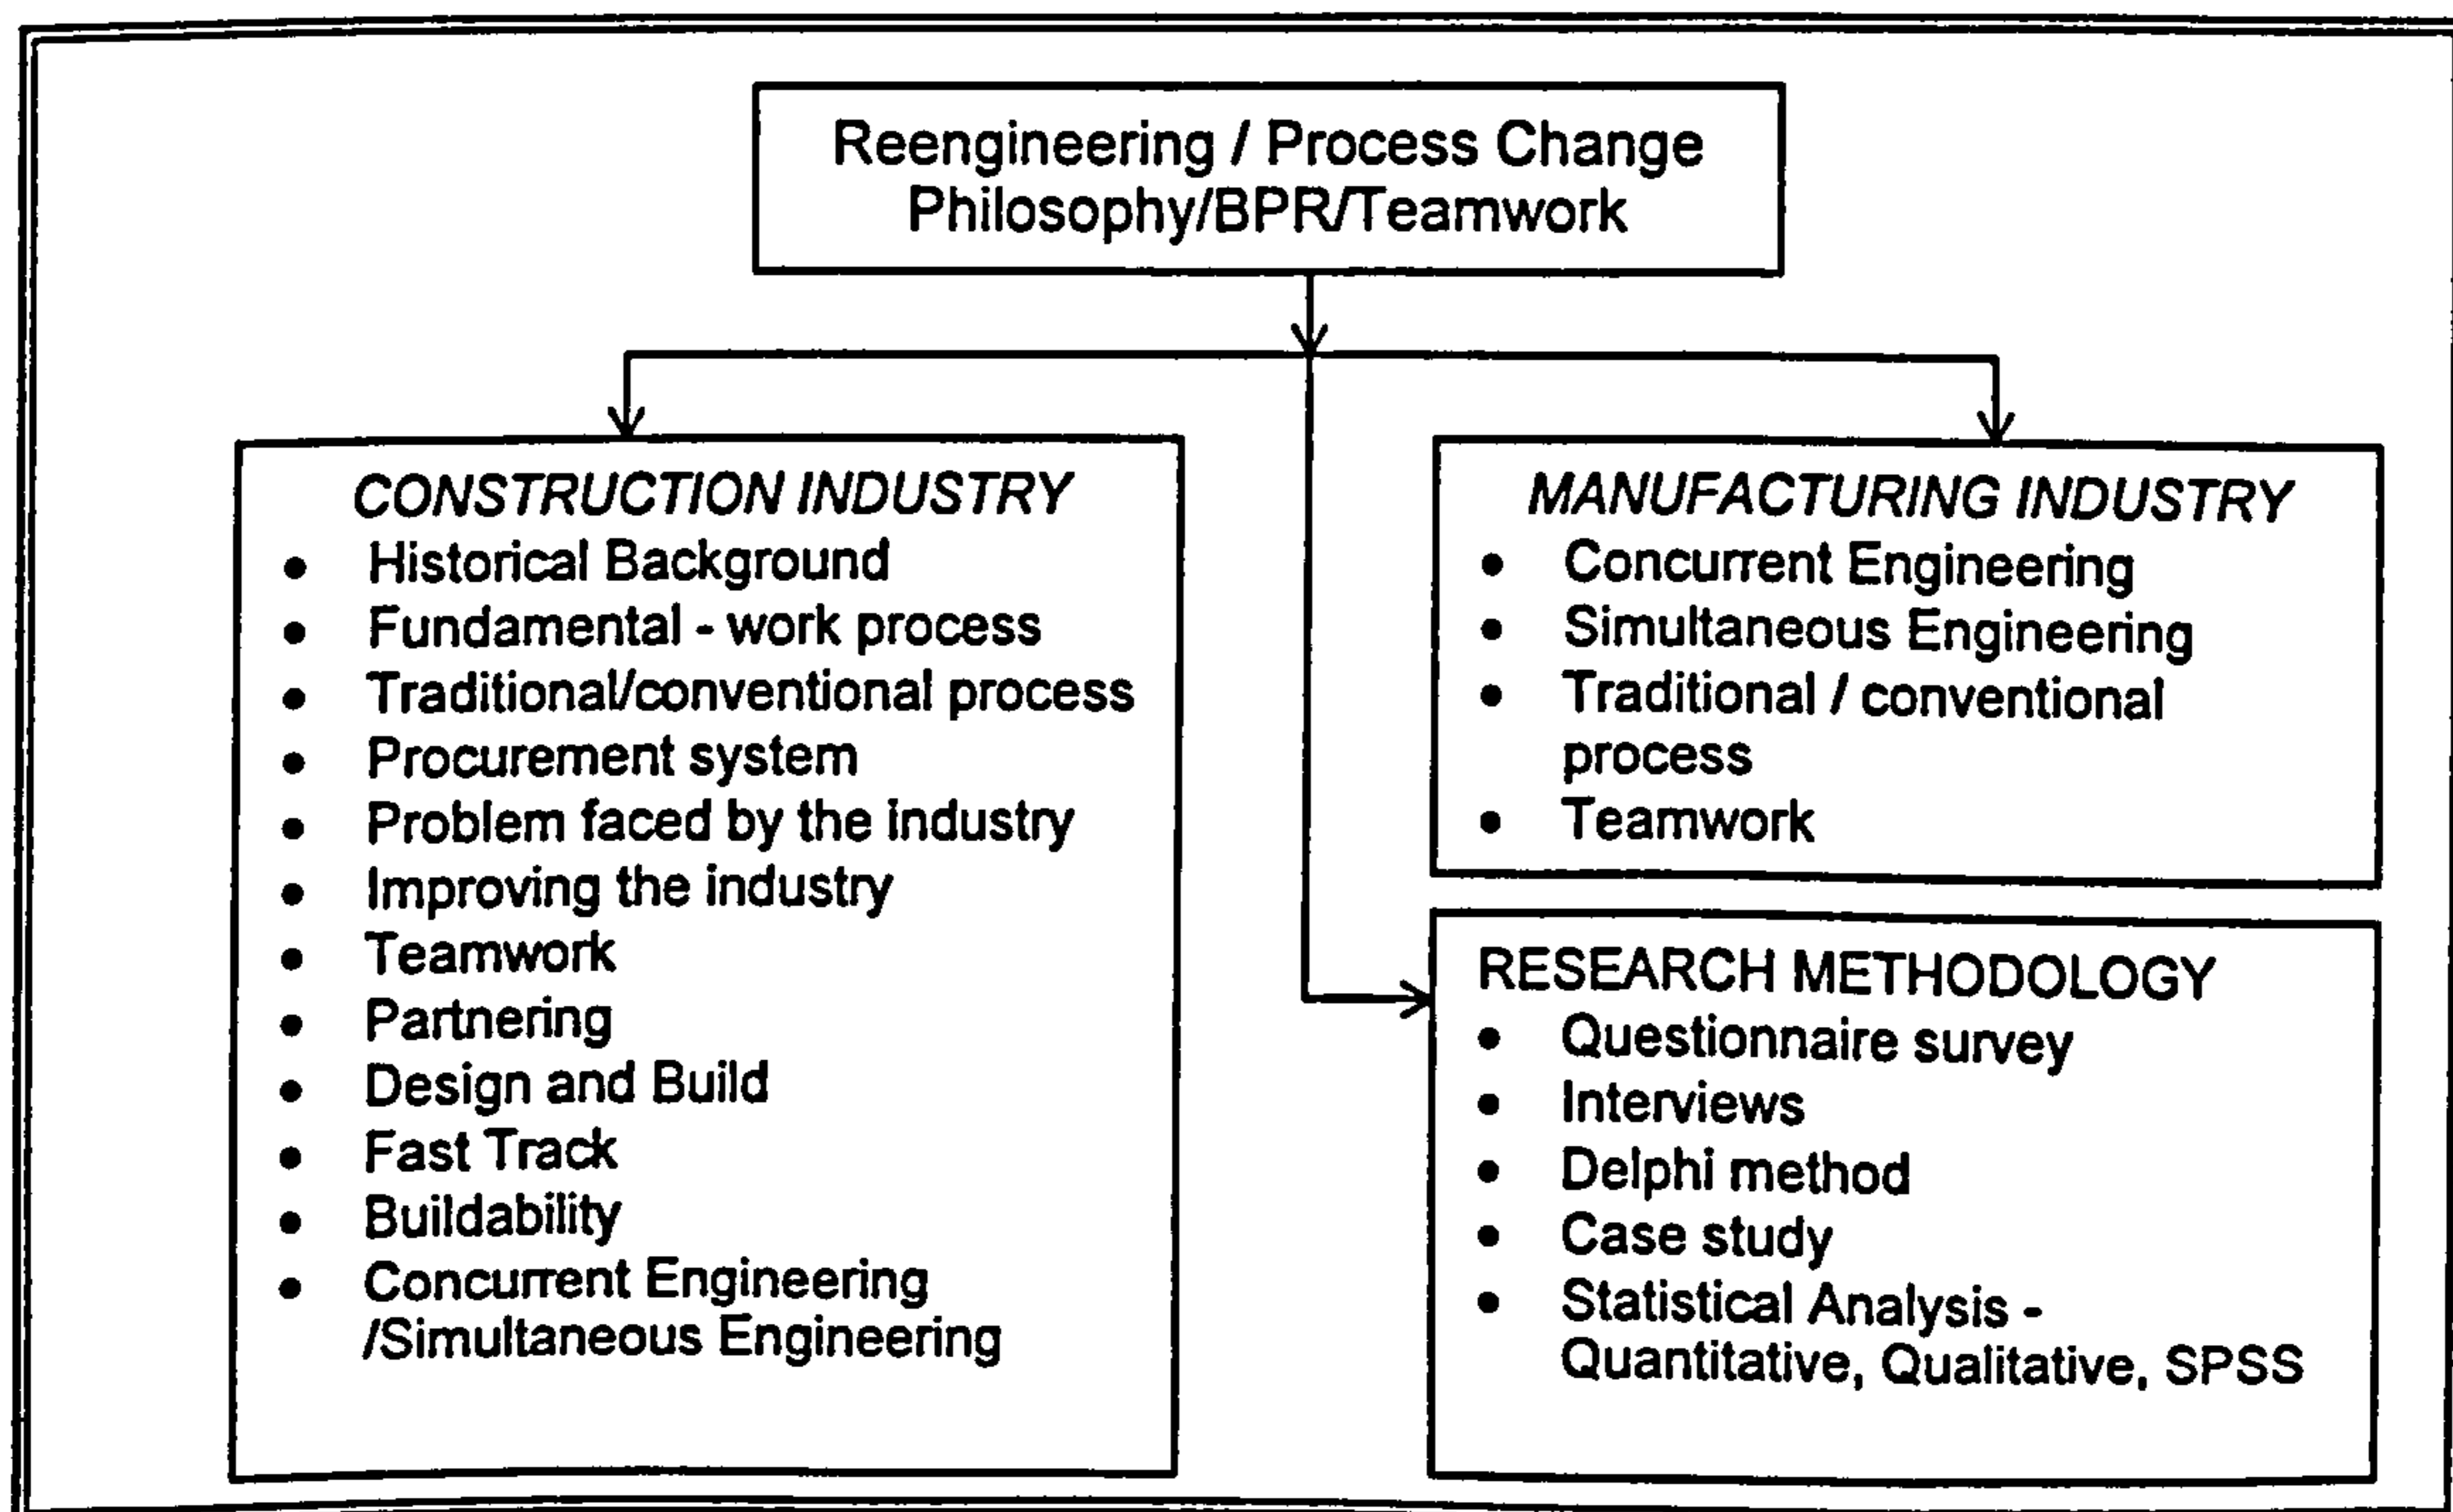 Reengineering / Process Change
Philosophy/BPR/Teamwork
CONSTRUCTION INDUSTRY
• Historical Background
• Fundamental - work process
• Traditional/conventional process
• Procurement system
• Problem faced by the industry
• Improving the industry
• Teamwork
• Partnering
• Design and Build
• Fast Track
• Buildability
• Concurrent Engineering
/Simultaneous Engineering
MANUFACTURING INDUSTRY
• Concurrent Engineering
• Simultaneous Engineering
• Traditional / conventional
process
• Teamwork
RESEARCH METHODOLOGY
• Questionnaire survey
• Interviews
• Delphi method
• Case study
• Statistical Analysis -
Quantitative, Qualitative, SPSS